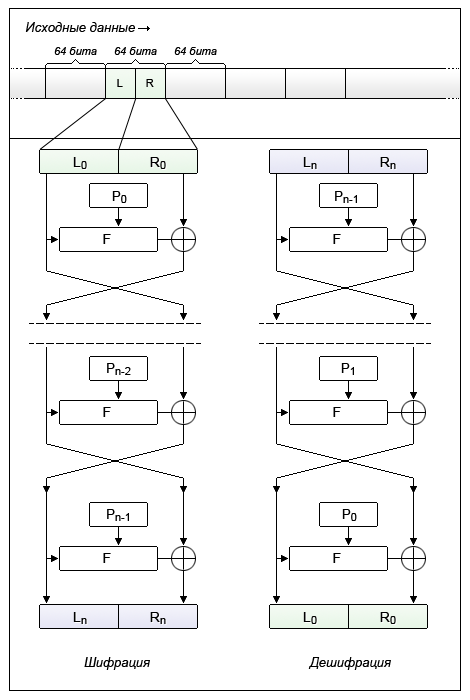 Исходные данные →
64 бита 64 бита 64 бита
L R
L0 R0 Ln Rn
P0 Pn-1
F F
Pn-2 P1
F F
Pn-1 P0
F F
Ln Rn L0 R0
Шифрация Дешифрация